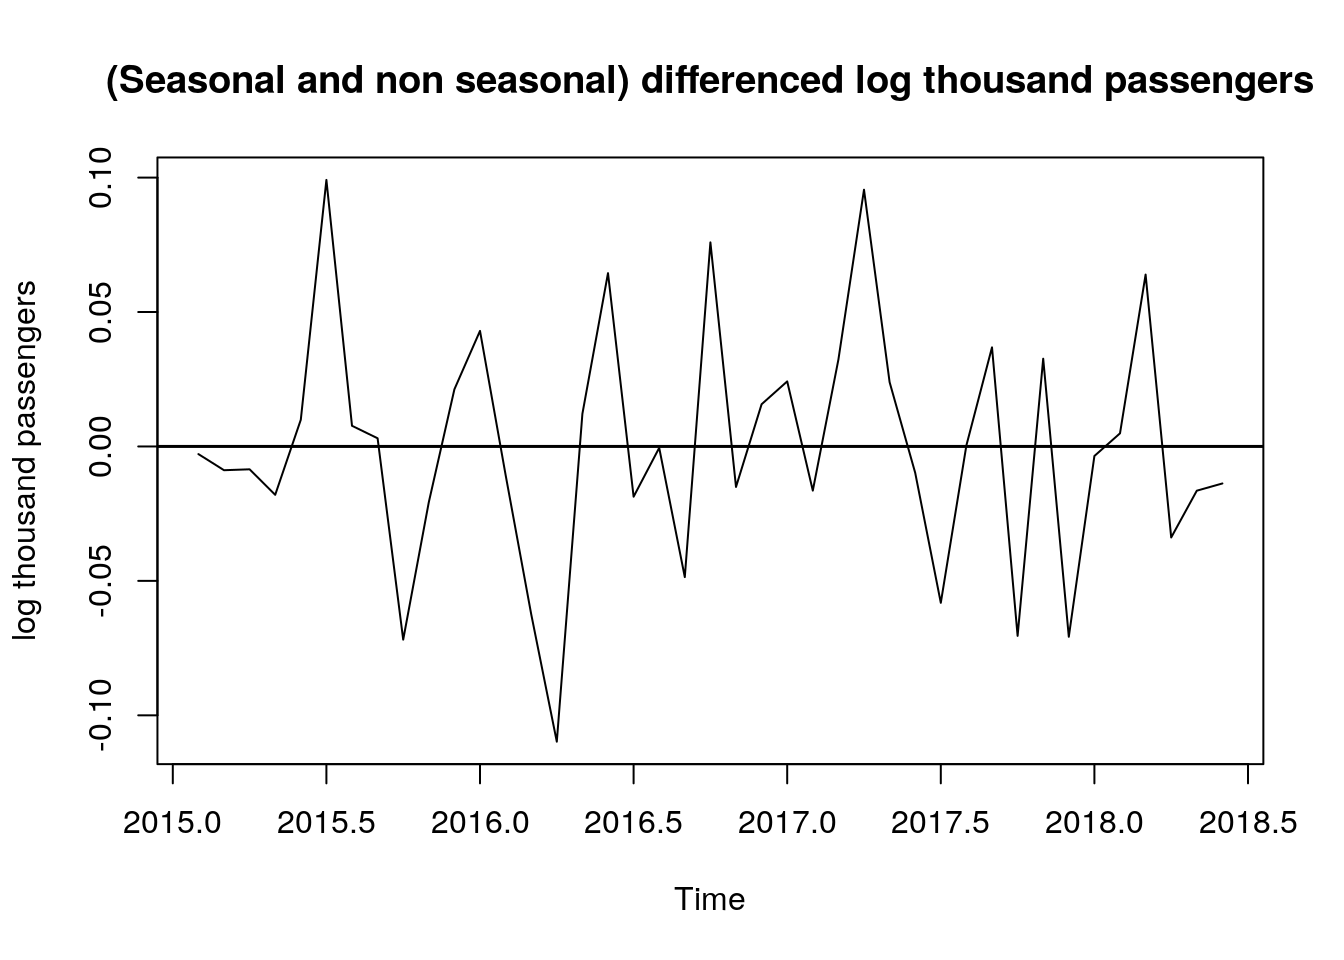 (Seasonal and non seasonal) differenced log thousand passengers
log thousand passengers
0.10
0.05
0.00
-0.05
-0.10
2015.0 2015.5 2016.0 2016.5 2017.0 2017.5 2018.0 2018.5
Time